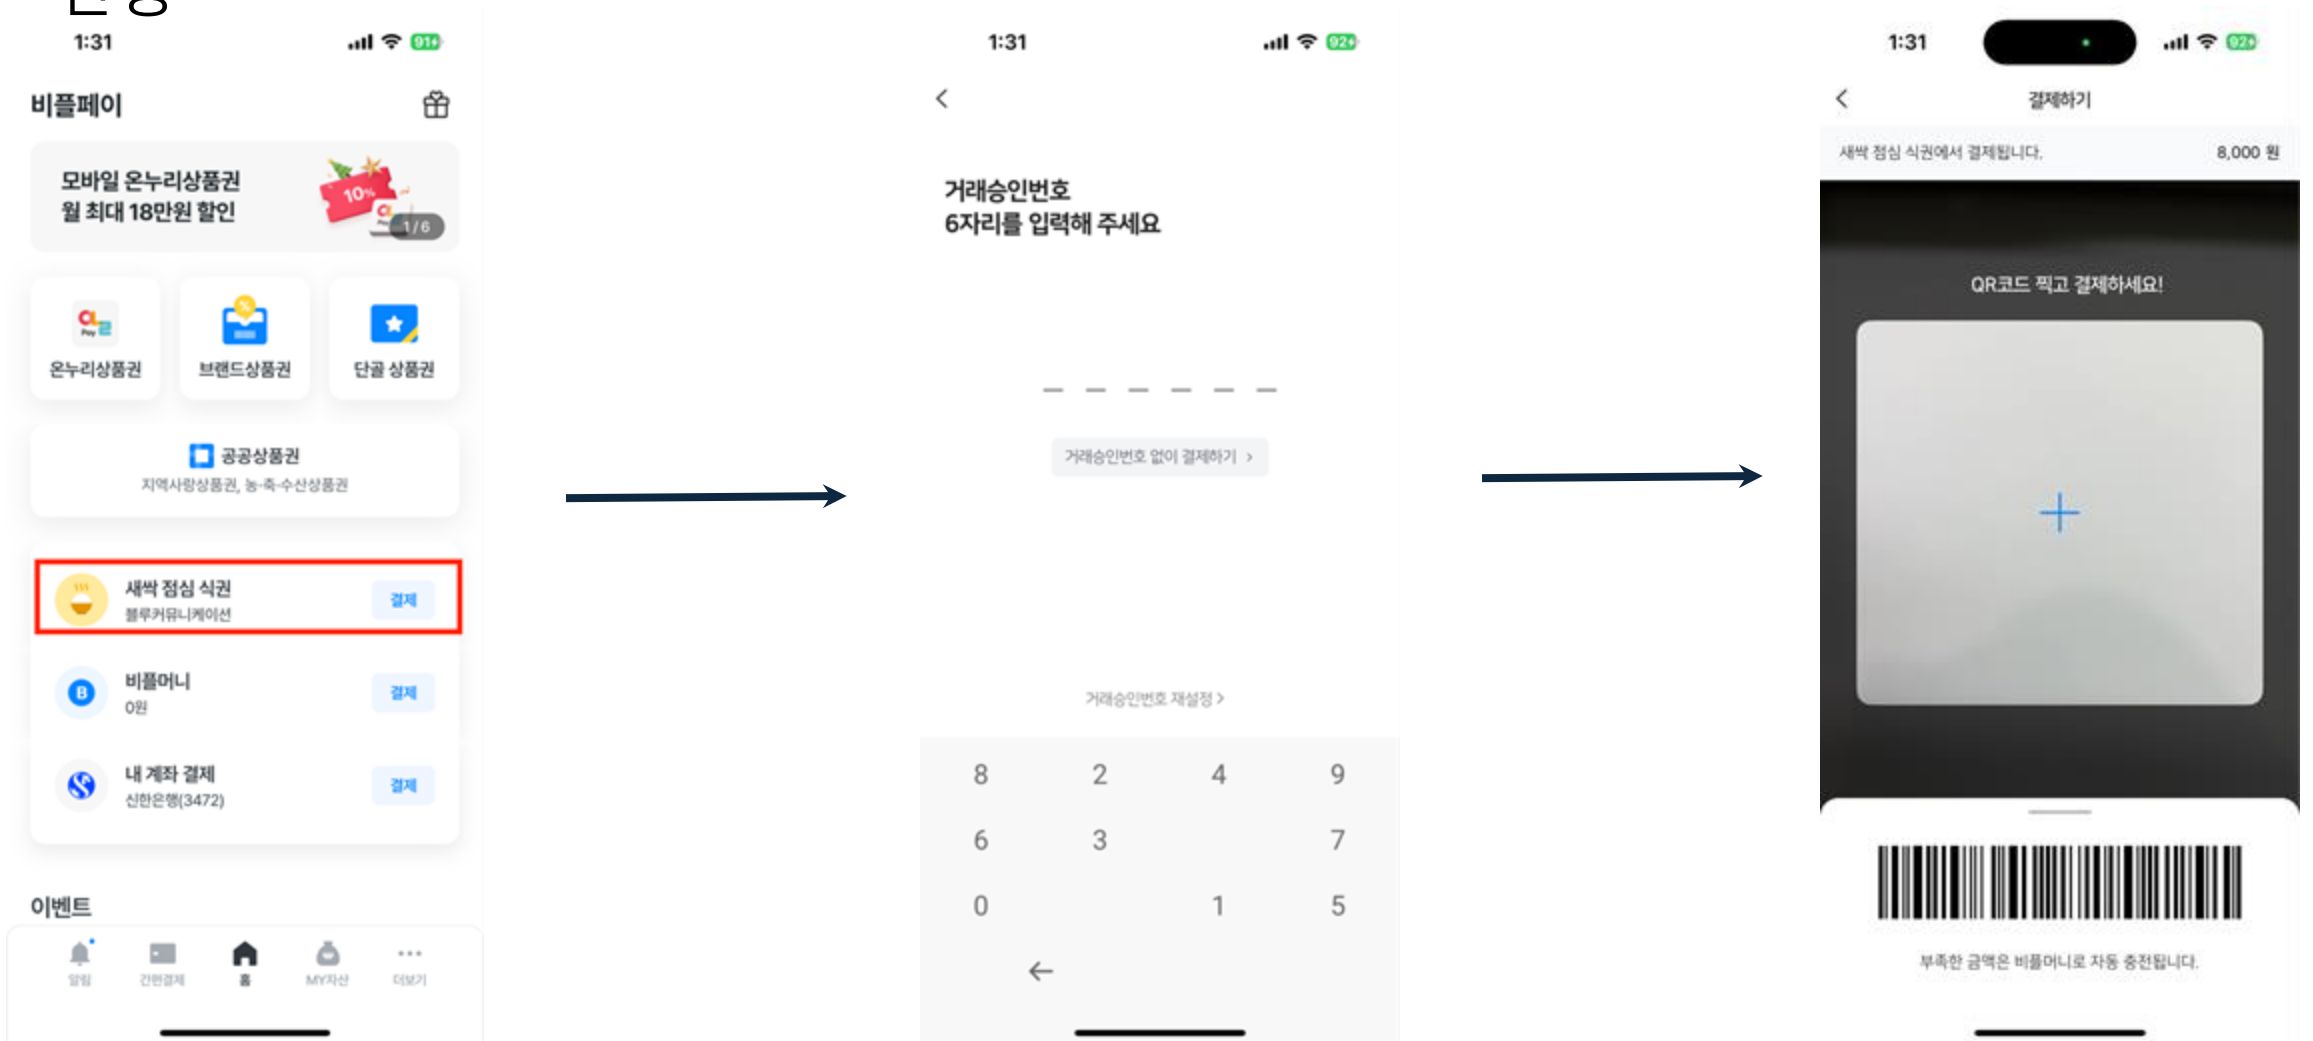 1:31
91
비플페이
모바일 온누리상품권
월 최대 18만원 할인
10%
1/6
Pay
온누리상품권
브랜드상품권
단골 상품권
공공상품권
지역사랑상품권, 농·축·수산상품권
새싹 점심 식권
블루커뮤니케이션
결제
B
비플머니
0원
결제
내 계좌 결제
신한은행(3472)
결제
이벤트
알림
간편결제
홈
MY자산
더보기
1:31
92
거래승인번호
6자리를 입력해 주세요
거래승인번호 없이 결제하기 >
거래승인번호 재설정 >
8 2 4 9
6 3 7
0 1 5
1:31
92
결제하기
새싹 점심 식권에서 결제됩니다. 8,000 원
QR코드 찍고 결제하세요!
부족한 금액은 비플머니로 자동 충전됩니다.